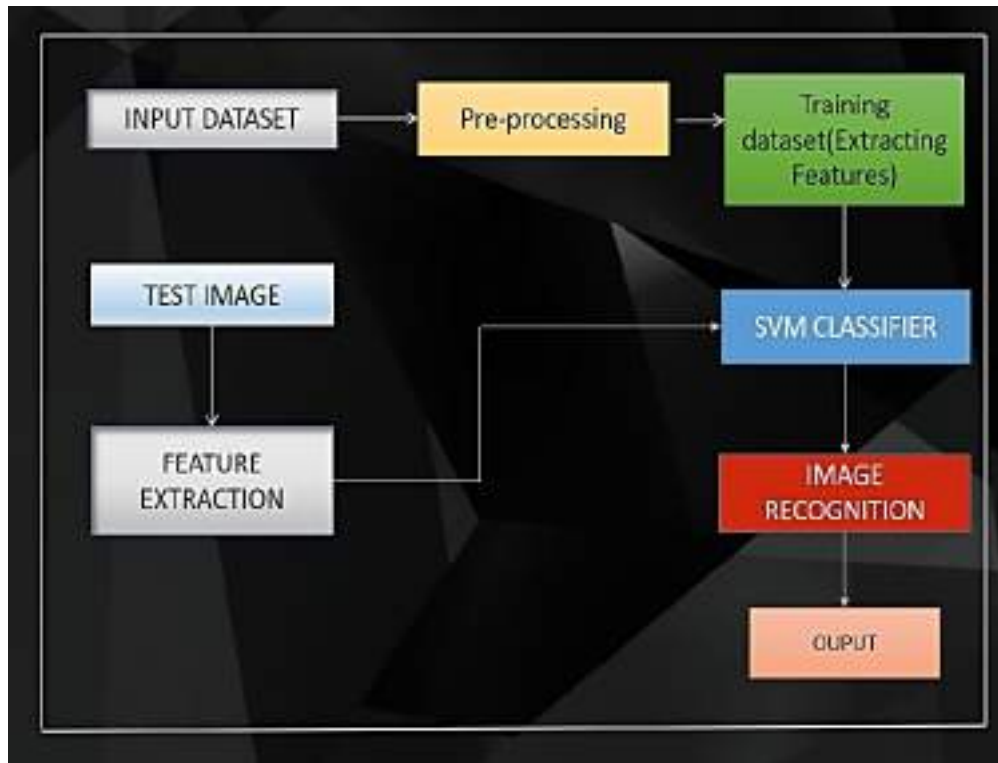 INPUT DATASET
Pre-processing
Training
dataset(Extracting
Features)
TEST IMAGE
SVM CLASSIFIER
FEATURE
EXTRACTION
IMAGE
RECOGNITION
OUPUT